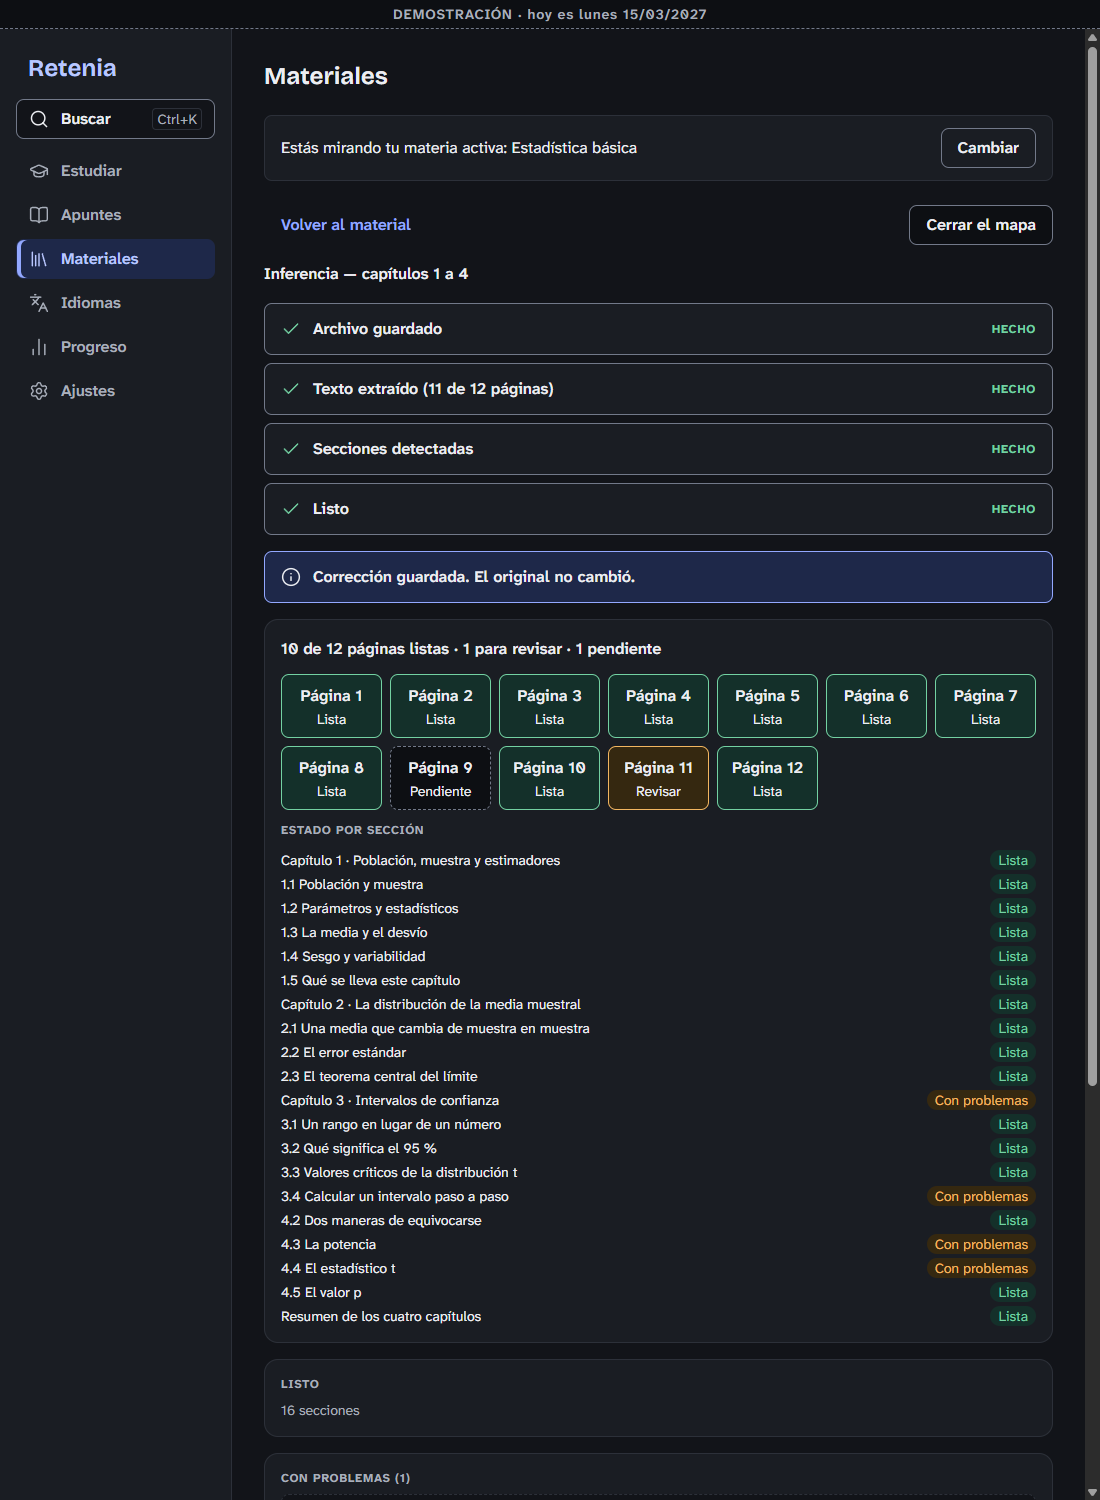 DEMOSTRACIÓN · hoy es lunes 15/03/2027
Retenia
Buscar Ctrl+K
Estudiar
Apuntes
Materiales
Idiomas
Progreso
Ajustes
Materiales
Estás mirando tu materia activa: Estadística básica
Cambiar
Volver al material
Cerrar el mapa
Inferencia — capítulos 1 a 4
Archivo guardado HECHO
Texto extraído (11 de 12 páginas) HECHO
Secciones detectadas HECHO
Listo HECHO
Corrección guardada. El original no cambió.
10 de 12 páginas listas · 1 para revisar · 1 pendiente
Página 1 Página 2 Página 3 Página 4 Página 5 Página 6 Página 7
Lista Lista Lista Lista Lista Lista Lista
Página 8 Página 9 Página 10 Página 11 Página 12
Lista Pendiente Lista Revisar Lista
ESTADO POR SECCIÓN
Capítulo 1 · Población, muestra y estimadores Lista
1.1 Población y muestra Lista
1.2 Parámetros y estadísticos Lista
1.3 La media y el desvío Lista
1.4 Sesgo y variabilidad Lista
1.5 Qué se lleva este capítulo Lista
Capítulo 2 · La distribución de la media muestral Lista
2.1 Una media que cambia de muestra en muestra Lista
2.2 El error estándar Lista
2.3 El teorema central del límite Lista
Capítulo 3 · Intervalos de confianza Con problemas
3.1 Un rango en lugar de un número Lista
3.2 Qué significa el 95 % Lista
3.3 Valores críticos de la distribución t Lista
3.4 Calcular un intervalo paso a paso Con problemas
4.2 Dos maneras de equivocarse Lista
4.3 La potencia Con problemas
4.4 El estadístico t Con problemas
4.5 El valor p Lista
Resumen de los cuatro capítulos Lista
LISTO
16 secciones
CON PROBLEMAS (1)